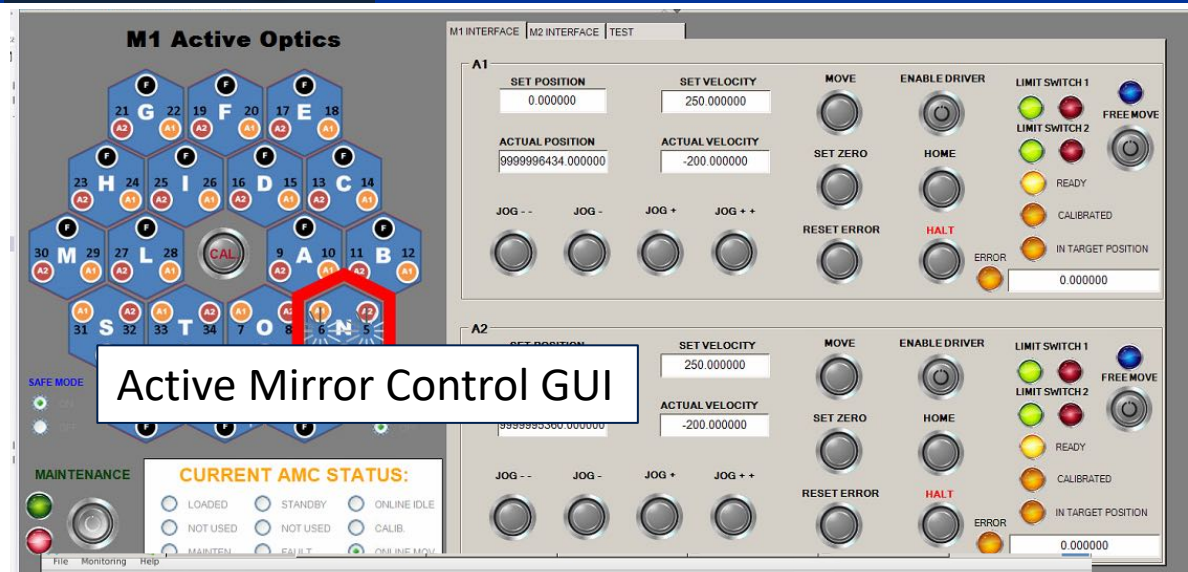 M1 Active Optics
F F F
21 G 22 19 F 20 17 E 18
A2 A1 A2 A1 A2 A1
F F F F
23 H 24 25 I 26 16 D 15 13 C 14
A2 A1 A2 A1 A2 A1 A2 A1
F F F F
30 M 29 27 L 28 CAL. 9 A 10 11 B 12
A2 A1 A2 A1 A2 A1 A2 A1
A1 A2 A1 A2 A1 A2 A1 A2
31 S 32 33 T 34 7 O 8 6 N 5
Active Mirror Control GUI
SAFE MODE
F F F
MAINTENANCE
CURRENT AMC STATUS:
LOADED STANDBY ONLINE IDLE
NOT USED NOT USED CALIB.
MAINTEN FAULT ONLINE MOV
File Monitoring Help
M1 INTERFACE M2 INTERFACE TEST
A1
SET POSITION SET VELOCITY MOVE ENABLE DRIVER LIMIT SWITCH 1
0.000000 250.000000
FREE MOVE
LIMIT SWITCH 2
ACTUAL POSITION ACTUAL VELOCITY
9999996434.000000 -200.000000
SET ZERO HOME
READY
JOG - - JOG - JOG + JOG + +
CALIBRATED
RESET ERROR HALT
IN TARGET POSITION
ERROR
0.000000
A2
SET POSITION SET VELOCITY MOVE ENABLE DRIVER LIMIT SWITCH 1
250.000000
FREE MOVE
LIMIT SWITCH 2
ACTUAL VELOCITY
9999995360.000000 -200.000000
SET ZERO HOME
READY
JOG - - JOG - JOG + JOG + +
CALIBRATED
RESET ERROR HALT
IN TARGET POSITION
ERROR
0.000000